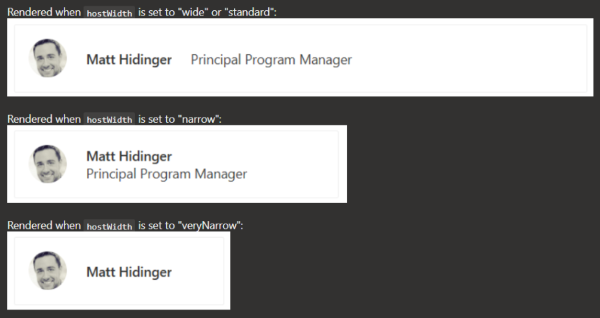 Rendered when hostWidth is set to "wide" or "standard":
Matt Hidinger Principal Program Manager
Rendered when hostWidth is set to "narrow":
Matt Hidinger
Principal Program Manager
Rendered when hostWidth is set to "veryNarrow":
Matt Hidinger